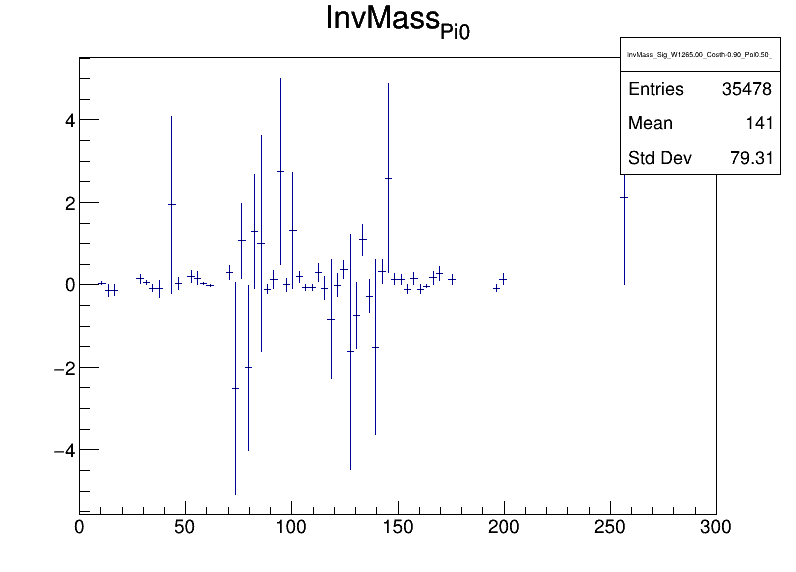 InvMassPi0
InvMass_Sig_W1265.00_Costh-0.90_Pol0.50_
Entries 35478
Mean 141
Std Dev 79.31
4
2
0
−2
−4
0 50 100 150 200 250 300